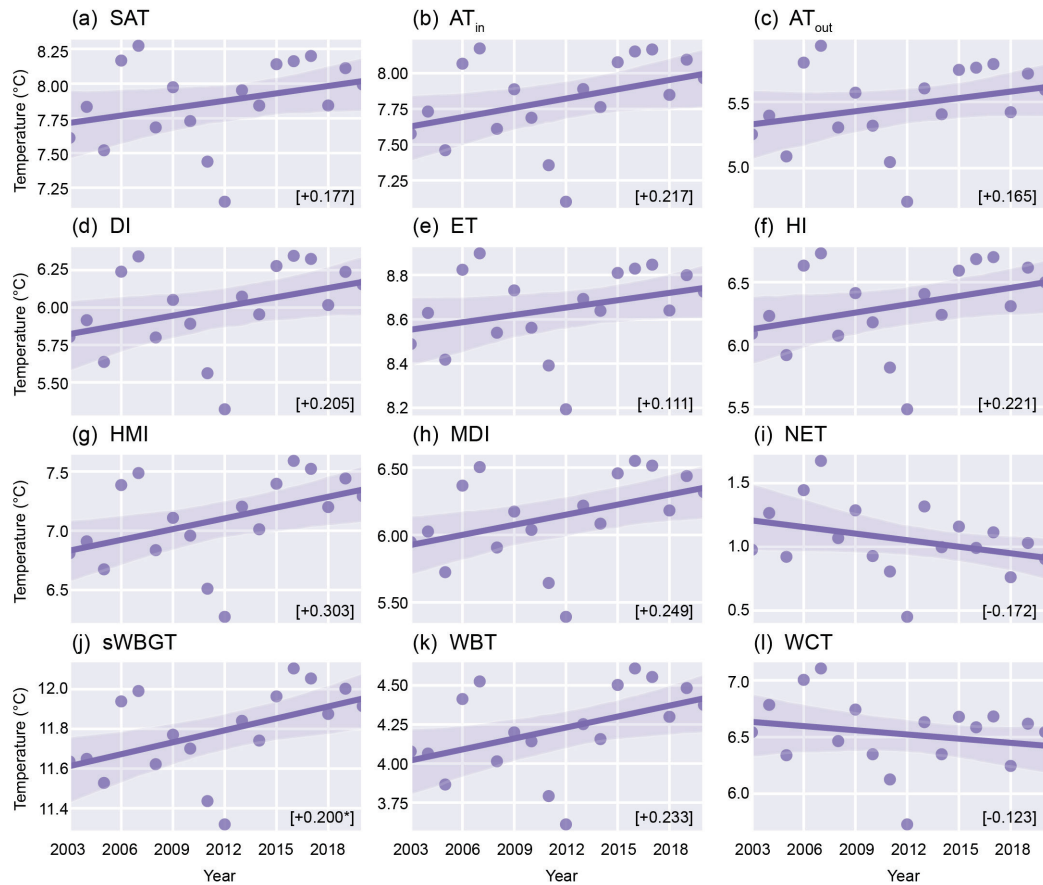 (a) SAT
(b) ATin
(c) ATout
Temperature (°C)
8.25
8.00
7.75
7.50
7.25
[+0.177]
8.00
7.75
7.50
7.25
[+0.217]
5.5
5.0
[+0.165]
(d) DI
(e) ET
(f) HI
Temperature (°C)
6.25
6.00
5.75
5.50
[+0.205]
8.8
8.6
8.4
8.2
[+0.111]
6.5
6.0
5.5
[+0.221]
(g) HMI
(h) MDI
(i) NET
Temperature (°C)
7.5
7.0
6.5
[+0.303]
6.50
6.00
5.50
[+0.249]
1.5
1.0
0.5
[-0.172]
(j) sWBGT
(k) WBT
(l) WCT
Temperature (°C)
12.0
11.8
11.6
11.4
[+0.200*]
4.50
4.25
4.00
3.75
[+0.233]
7.0
6.5
6.0
[-0.123]
2003 2006 2009 2012 2015 2018
2003 2006 2009 2012 2015 2018
2003 2006 2009 2012 2015 2018
Year
Year
Year